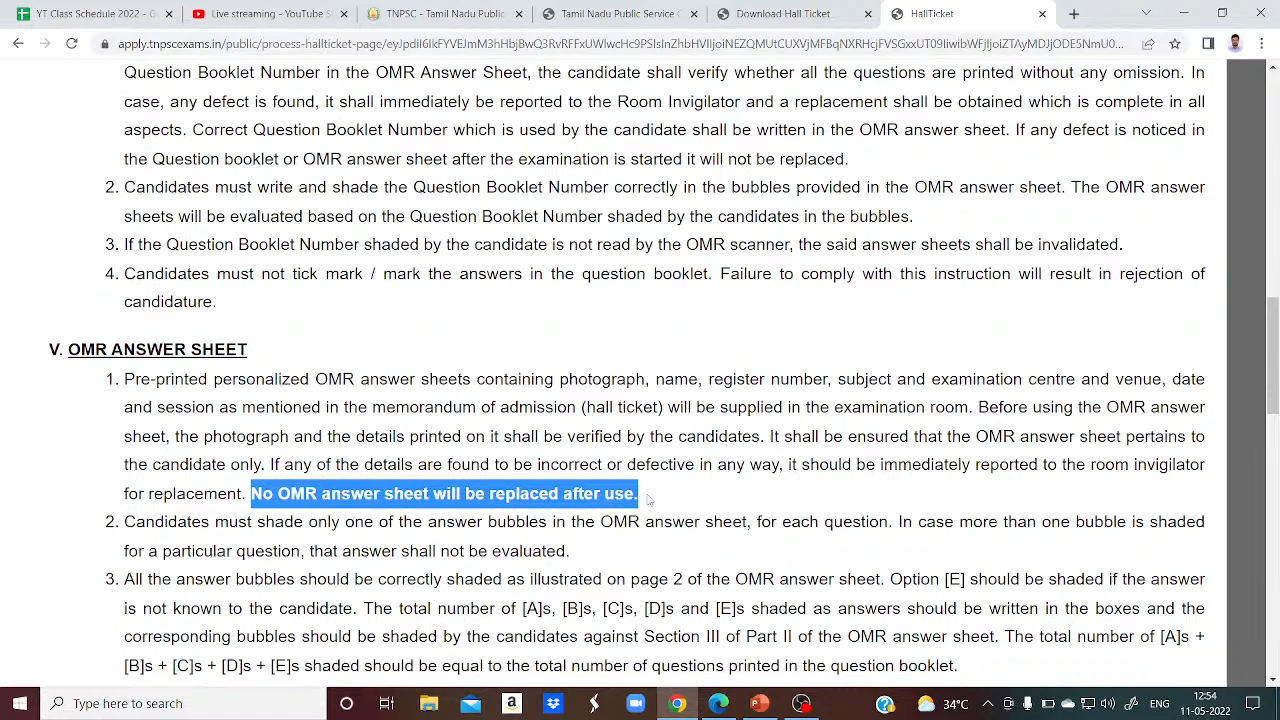 YT Class Schedule 2022 - G
Live streaming - YouTube S
TNPSC - Tamil Nadu Public
Tamil Nadu Public Service C
Download Hall Ticket
HallTicket
Question Booklet Number in the OMR Answer Sheet, the candidate shall verify whether all the questions are printed without any omission. In
case, any defect is found, it shall immediately be reported to the Room Invigilator and a replacement shall be obtained which is complete in all
aspects. Correct Question Booklet Number which is used by the candidate shall be written in the OMR answer sheet. If any defect is noticed in
the Question booklet or OMR answer sheet after the examination is started it will not be replaced.
2. Candidates must write and shade the Question Booklet Number correctly in the bubbles provided in the OMR answer sheet. The OMR answer
sheets will be evaluated based on the Question Booklet Number shaded by the candidates in the bubbles.
3. If the Question Booklet Number shaded by the candidate is not read by the OMR scanner, the said answer sheets shall be invalidated.
4. Candidates must not tick mark / mark the answers in the question booklet. Failure to comply with this instruction will result in rejection of
candidature.
V. OMR ANSWER SHEET
1. Pre-printed personalized OMR answer sheets containing photograph, name, register number, subject and examination centre and venue, date
and session as mentioned in the memorandum of admission (hall ticket) will be supplied in the examination room. Before using the OMR answer
sheet, the photograph and the details printed on it shall be verified by the candidates. It shall be ensured that the OMR answer sheet pertains to
the candidate only. If any of the details are found to be incorrect or defective in any way, it should be immediately reported to the room invigilator
for replacement. No OMR answer sheet will be replaced after use.
2. Candidates must shade only one of the answer bubbles in the OMR answer sheet, for each question. In case more than one bubble is shaded
for a particular question, that answer shall not be evaluated.
3. All the answer bubbles should be correctly shaded as illustrated on page 2 of the OMR answer sheet. Option [E] should be shaded if the answer
is not known to the candidate. The total number of [A]s, [B]s, [C]s, [D]s and [E]s shaded as answers should be written in the boxes and the
corresponding bubbles should be shaded by the candidates against Section III of Part II of the OMR answer sheet. The total number of [A]s +
[B]s + [C]s + [D]s + [E]s shaded should be equal to the total number of questions printed in the question booklet.
Type here to search
34°C
ENG
12:54
11-05-2022